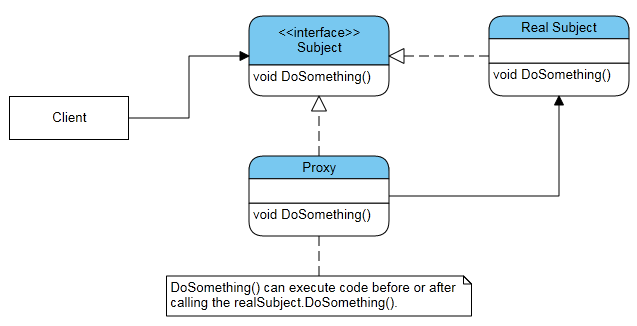 <<interface>>
Subject
void DoSomething()
Real Subject
void DoSomething()
Client
Proxy
void DoSomething()
DoSomething() can execute code before or after
calling the realSubject.DoSomething().